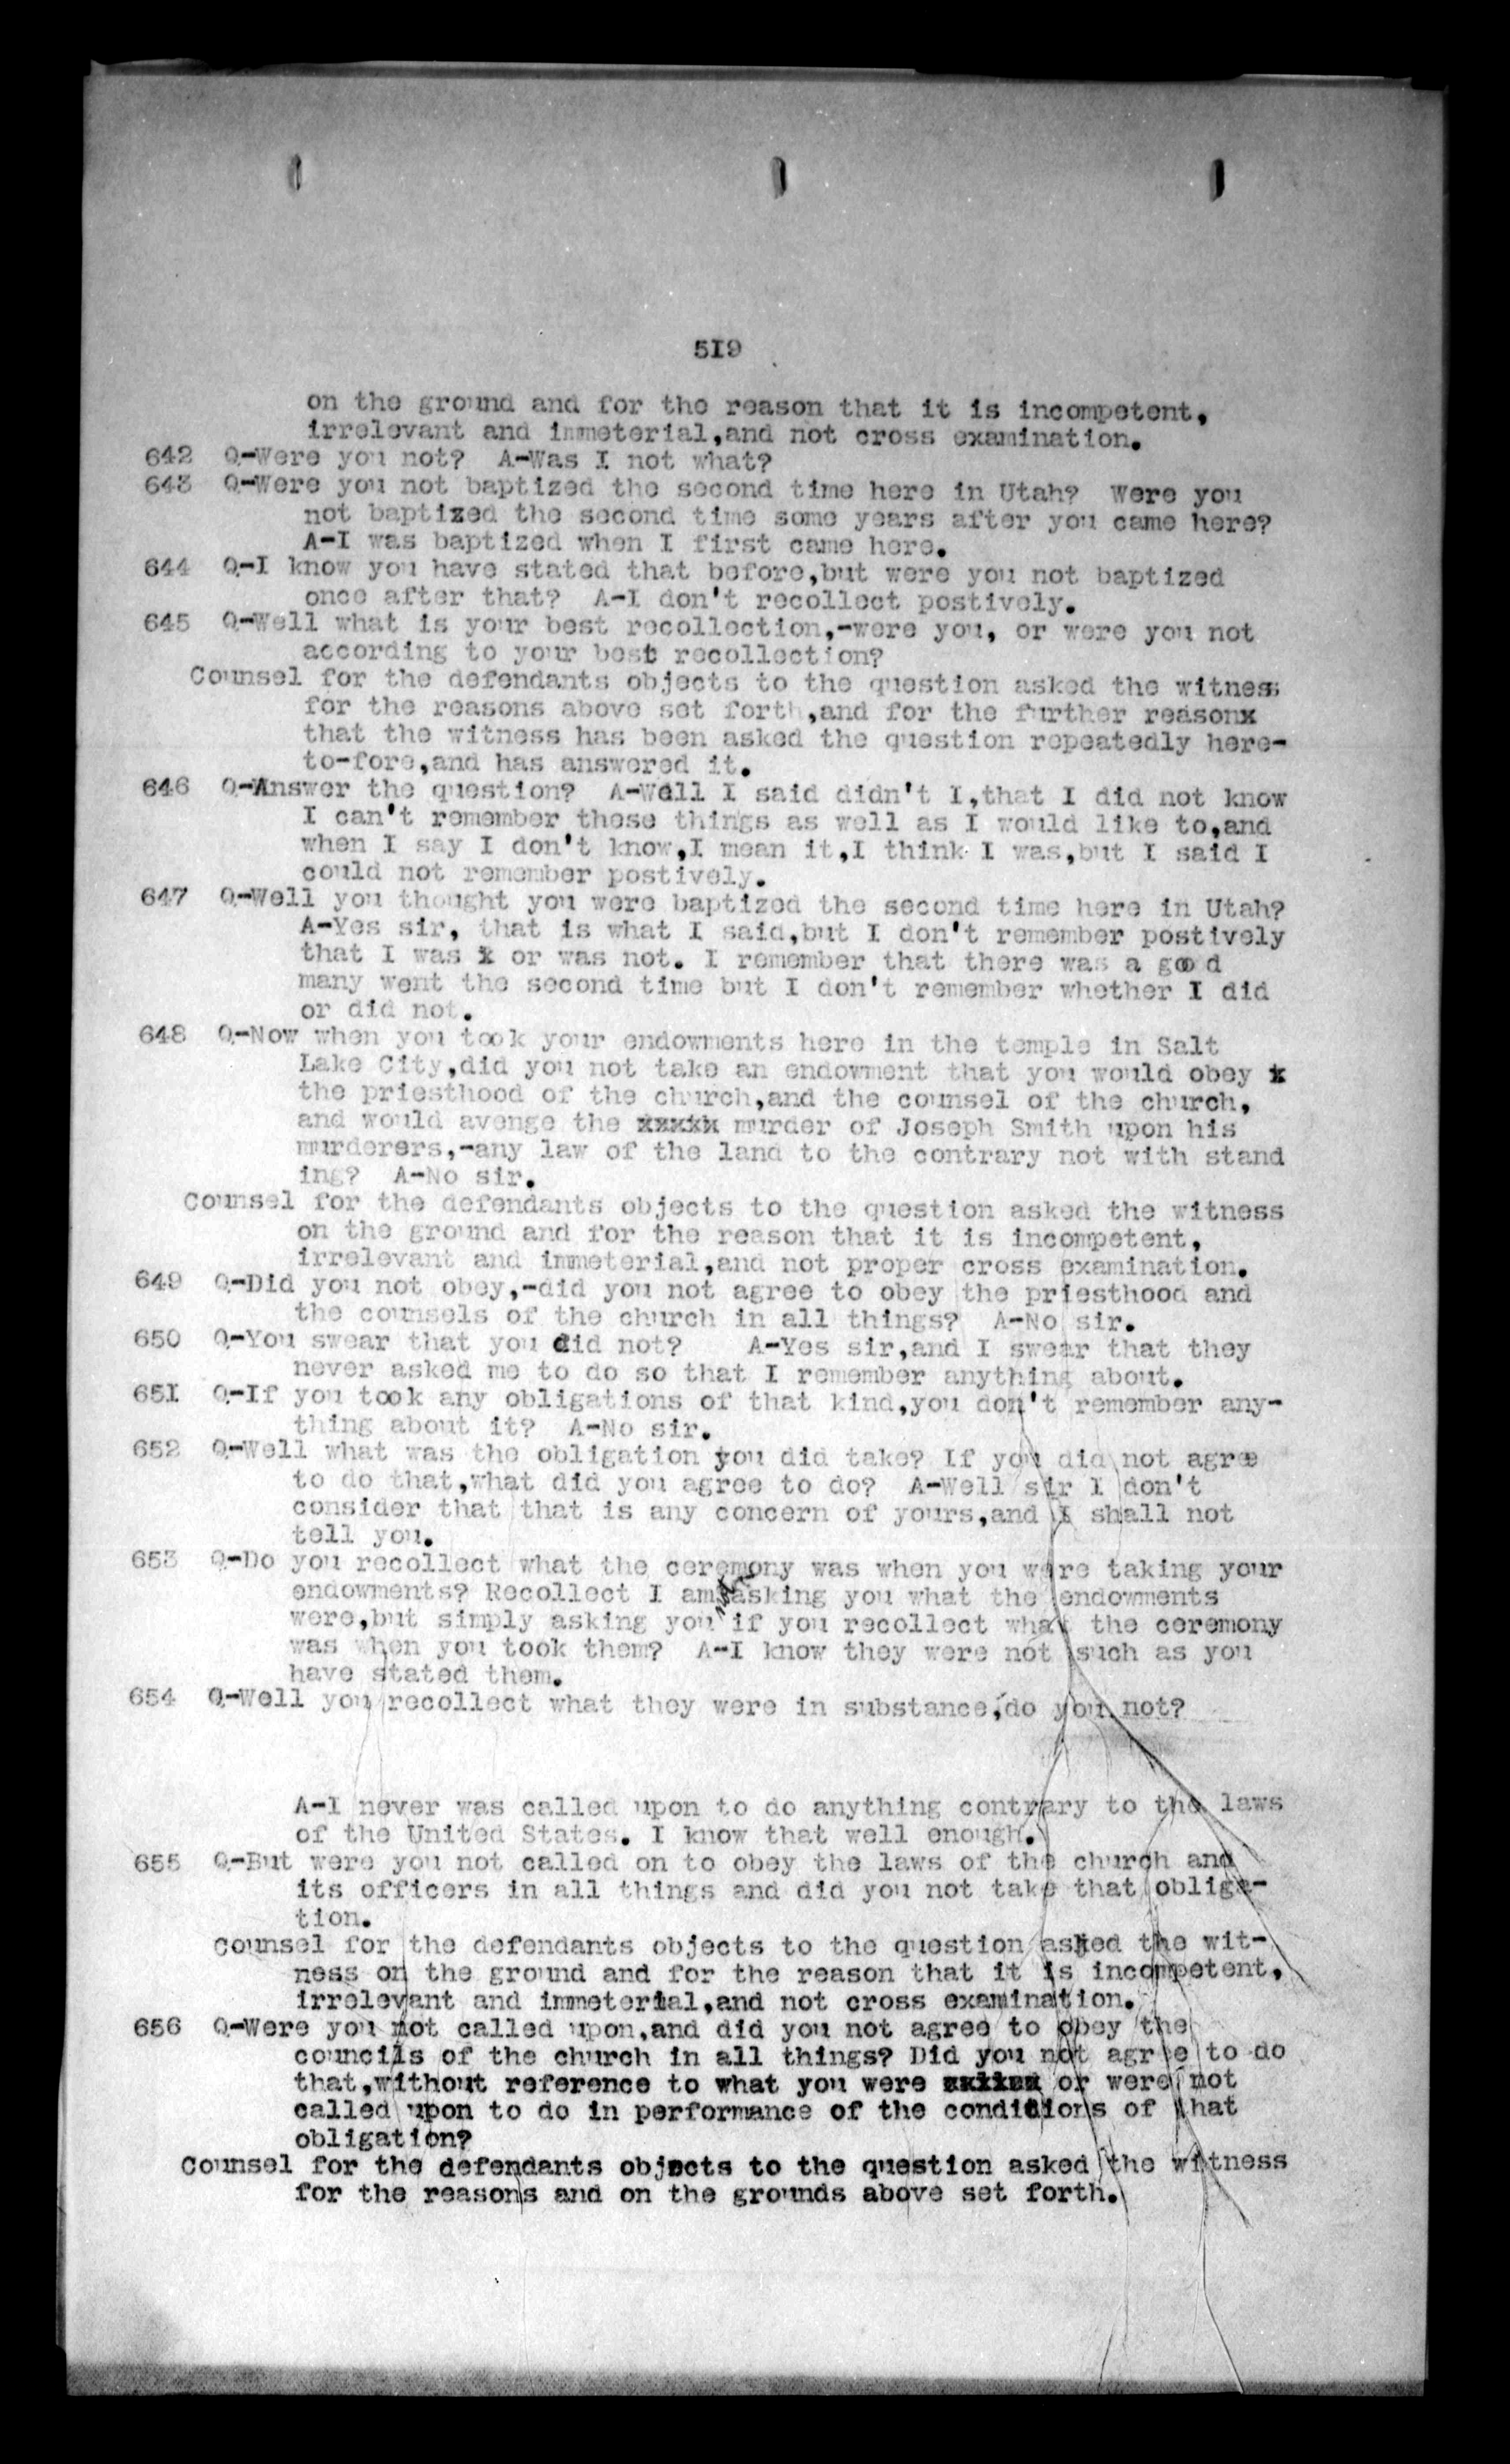 5I9
on the ground and for the reason that it is incompetent,
irrelevant and immeterial,and not cross examination.
642 Q-Were you not? A-Was I not what?
643 Q-Were you not baptized the second time here in Utah? Were you
not baptized the second time some years after you came here?
A-I was baptized when I first came here.
644 Q-I know you have stated that before,but were you not baptized
once after that? A-I don't recollect postively.
645 Q-Well what is your best recollection,-were you, or were you not
according to your best recollection?
Counsel for the defendants objects to the question asked the witness
for the reasons above set forth,and for the further reasonx
that the witness has been asked the question repeatedly here-
to-fore,and has answered it.
646 Q-Answer the question? A-Well I said didn't I,that I did not know
I can't remember these things as well as I would like to,and
when I say I don't know,I mean it,I think I was,but I said I
could not remember postively.
647 Q-Well you thought you were baptized the second time here in Utah?
A-Yes sir, that is what I said,but I don't remember postively
that I was x or was not. I remember that there was a good
many went the second time but I don't remember whether I did
or did not.
648 Q-Now when you took your endowments here in the temple in Salt
Lake City,did you not take an endowment that you would obey x
the priesthood of the church,and the counsel of the church,
and would avenge the xxxxx murder of Joseph Smith upon his
murderers,-any law of the land to the contrary not with stand
ing? A-No sir.
Counsel for the defendants objects to the question asked the witness
on the ground and for the reason that it is incompetent,
irrelevant and immeterial,and not proper cross examination.
649 Q-Did you not obey,-did you not agree to obey the priesthood and
the counsels of the church in all things? A-No sir.
650 Q-You swear that you did not? A-Yes sir,and I swear that they
never asked me to do so that I remember anything about.
65I Q-If you took any obligations of that kind,you don't remember any-
thing about it? A-No sir.
652 Q-Well what was the obligation you did take? If you did not agree
to do that,what did you agree to do? A-Well sir I don't
consider that that is any concern of yours,and I shall not
tell you.
653 Q-Do you recollect what the ceremony was when you were taking your
endowments? Recollect I am asking you what the endowments
were,but simply asking you if you recollect what the ceremony
was when you took them? A-I know they were not such as you
have stated them.
654 Q-Well you recollect what they were in substance,do you not?
A-I never was called upon to do anything contrary to the laws
of the United States. I know that well enough.
655 Q-But were you not called on to obey the laws of the church and
its officers in all things and did you not take that obliga-
tion.
Counsel for the defendants objects to the question asked the wit-
ness on the ground and for the reason that it is incompetent,
irrelevant and immeterial,and not cross examination.
656 Q-Were you not called upon,and did you not agree to obey the
councils of the church in all things? Did you not agree to do
that,without reference to what you were or were not
called upon to do in performance of the conditions of that
obligation?
Counsel for the defendants objects to the question asked the witness
for the reasons and on the grounds above set forth.